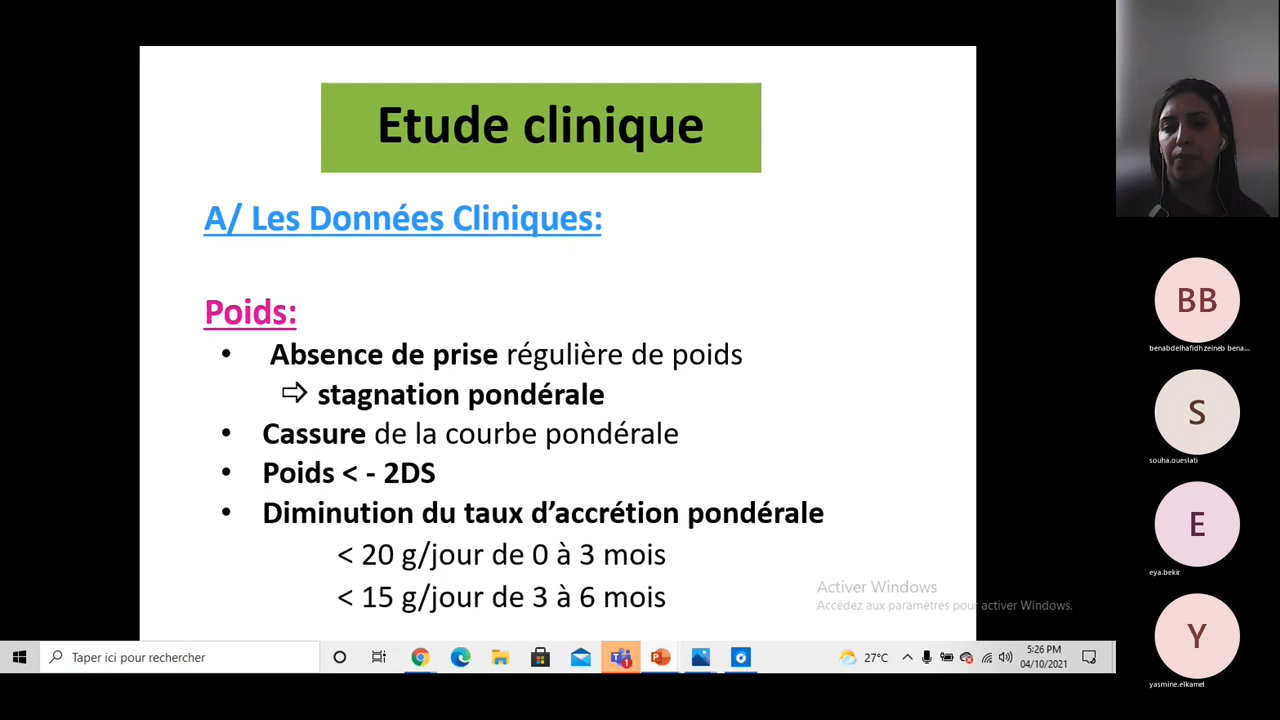 Etude clinique
A/ Les Données Cliniques:
Poids:
• Absence de prise régulière de poids
⇨ stagnation pondérale
• Cassure de la courbe pondérale
• Poids < - 2DS
• Diminution du taux d’accrétion pondérale
< 20 g/jour de 0 à 3 mois
< 15 g/jour de 3 à 6 mois
Activer Windows
Accédez aux paramètres pour activer Windows.
Taper ici pour rechercher
27°C
5:26 PM
04/10/2021
BB
benabdelhafidh zeineb bena...
S
souha.oueslati
E
eya.bekir
Y
yasmine.elkamel